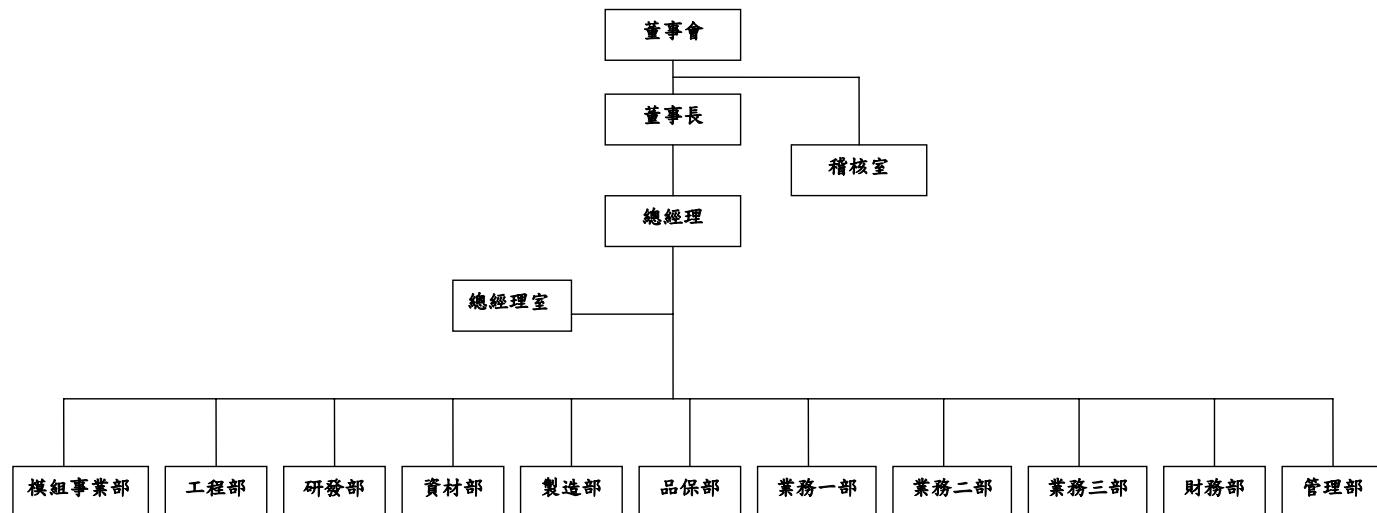 董事會
董事長
稽核室
總經理
總經理室
模組事業部
工程部
研發部
資材部
製造部
品保部
業務一部
業務二部
業務三部
財務部
管理部